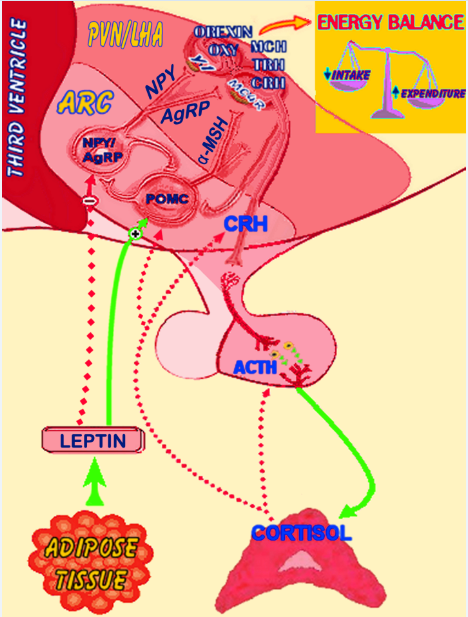 THIRD VENTRICLE
PVN/LHA
ARC
OREXIN
OXY
MCH
TRH
CRH
Y1
MC4R
ENERGY BALANCE
INTAKE
EXPENDITURE
NPY
AgRP
α-MSH
NPY/
AgRP
POMC
CRH
ACTH
LEPTIN
ADIPOSE
TISSUE
CORTISOL